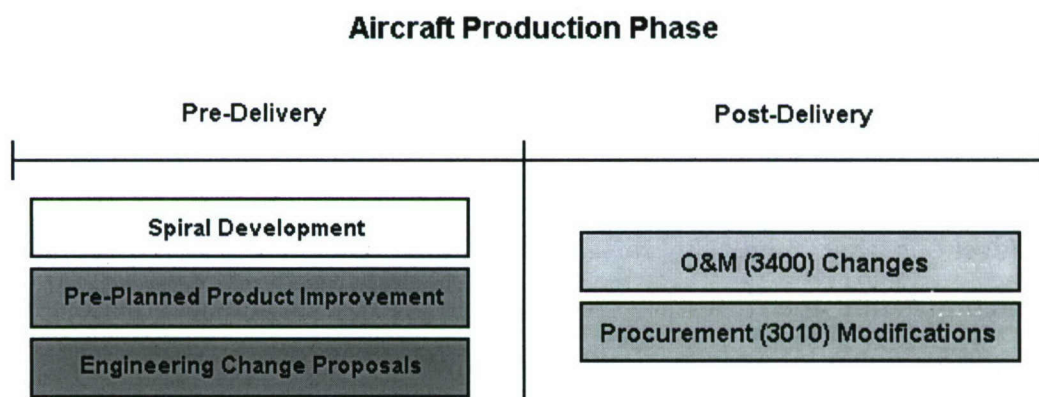 Aircraft Production Phase
Pre-Delivery
Post-Delivery
Spiral Development
Pre-Planned Product Improvement
Engineering Change Proposals
O&M (3400) Changes
Procurement (3010) Modifications